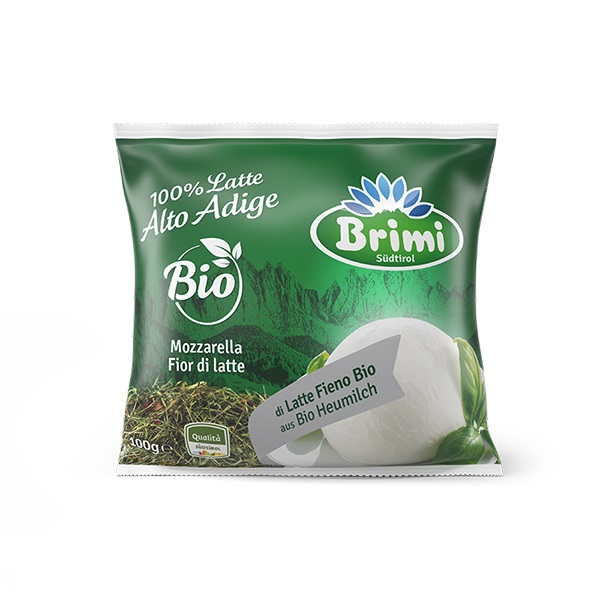 100% Latte
Alto Adige
Brimi
Südtirol
Bio
Mozzarella
Fior di latte
di Latte Fieno Bio
aus Bio Heumilch
Qualità
100g e